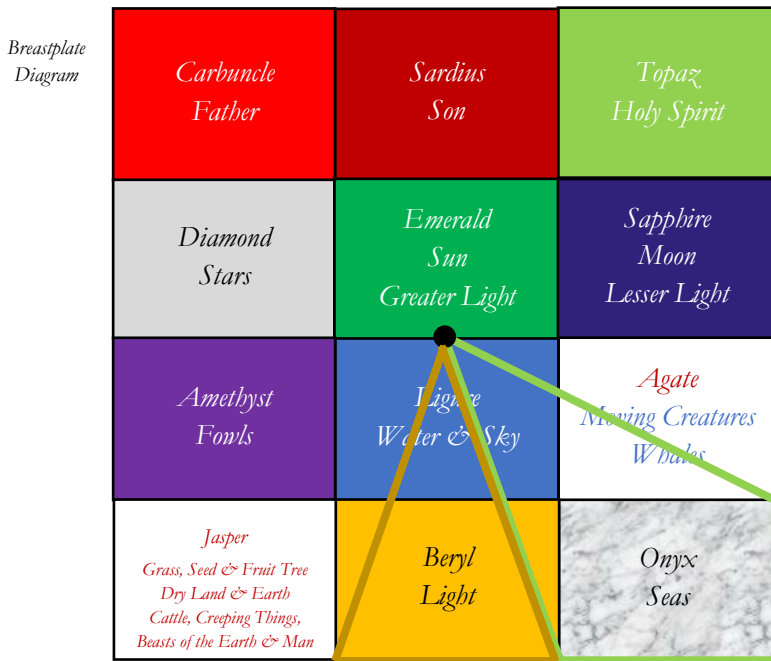 Breastplate
Diagram
Carbuncle
Father
Sardius
Son
Topaz
Holy Spirit
Diamond
Stars
Emerald
Sun
Greater Light
Sapphire
Moon
Lesser Light
Amethyst
Fowls
Ligure
Water & Sky
Agate
Moving Creatures
Whales
Jasper
Grass, Seed & Fruit Tree
Dry Land & Earth
Cattle, Creeping Things,
Beasts of the Earth & Man
Beryl
Light
Onyx
Seas